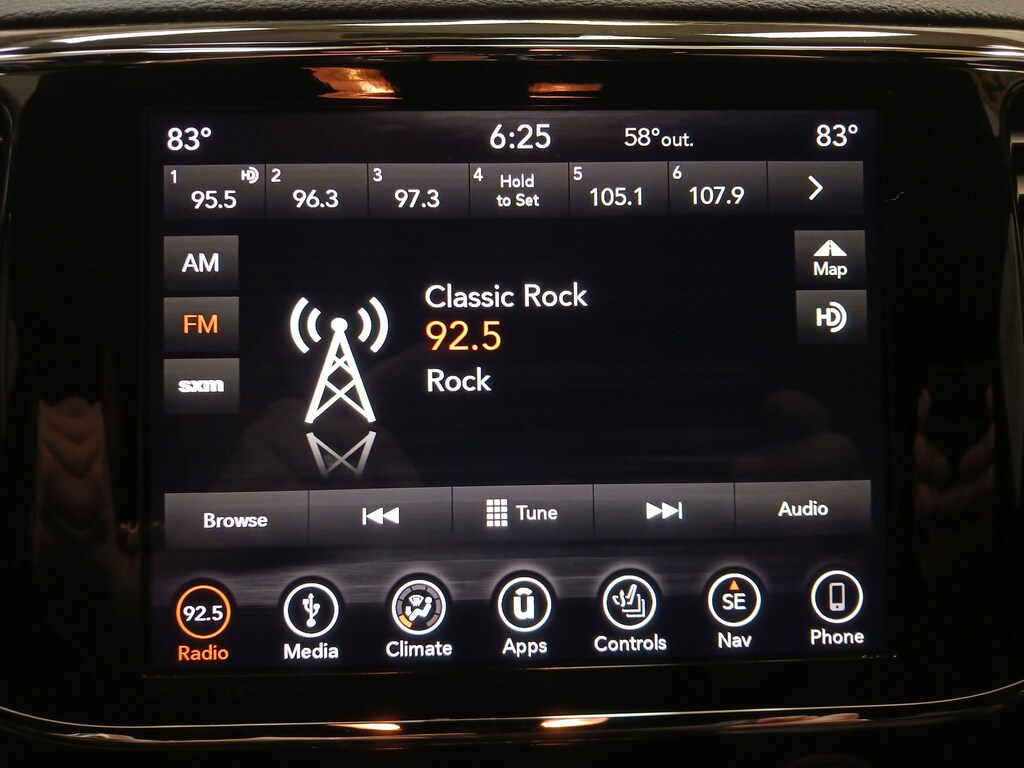 83° 6:25 58°out. 83°
1 95.5 HD 2 96.3 3 97.3 4 Hold to Set 5 105.1 6 107.9
AM
Map
Classic Rock
FM
92.5
HD
sxm
Rock
Browse Tune Audio
92.5 SE
Radio Media Climate Apps Controls Nav Phone